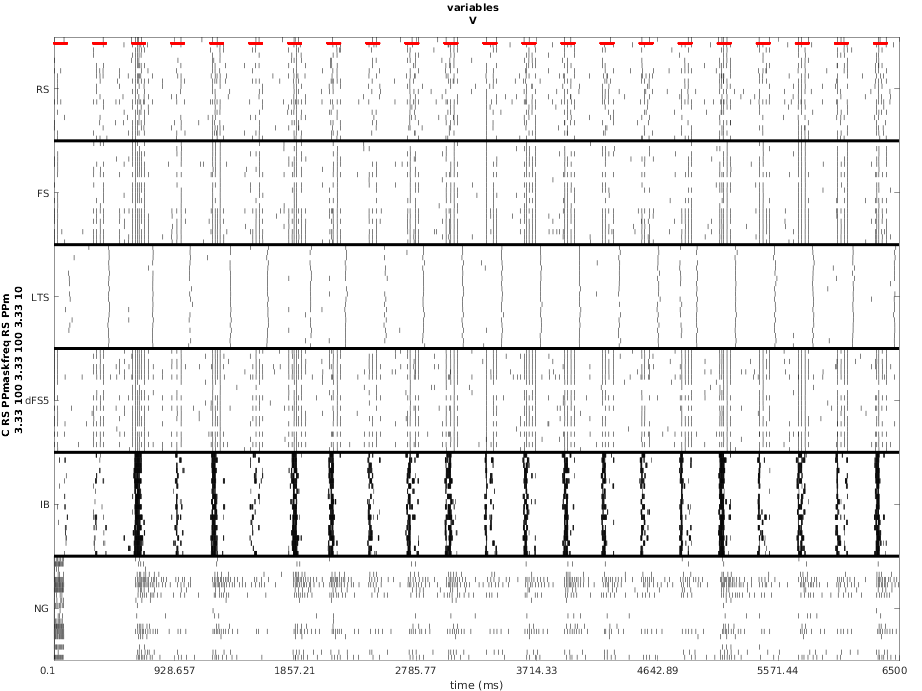 variables
V
RS
FS
LTS
dFS5
IB
NG
C RS PPmaskfreq RS PPm
3.33 100 3.33 100 3.33 10
0.1 928.657 1857.21 2785.77 3714.33 4642.89 5571.44 6500
time (ms)